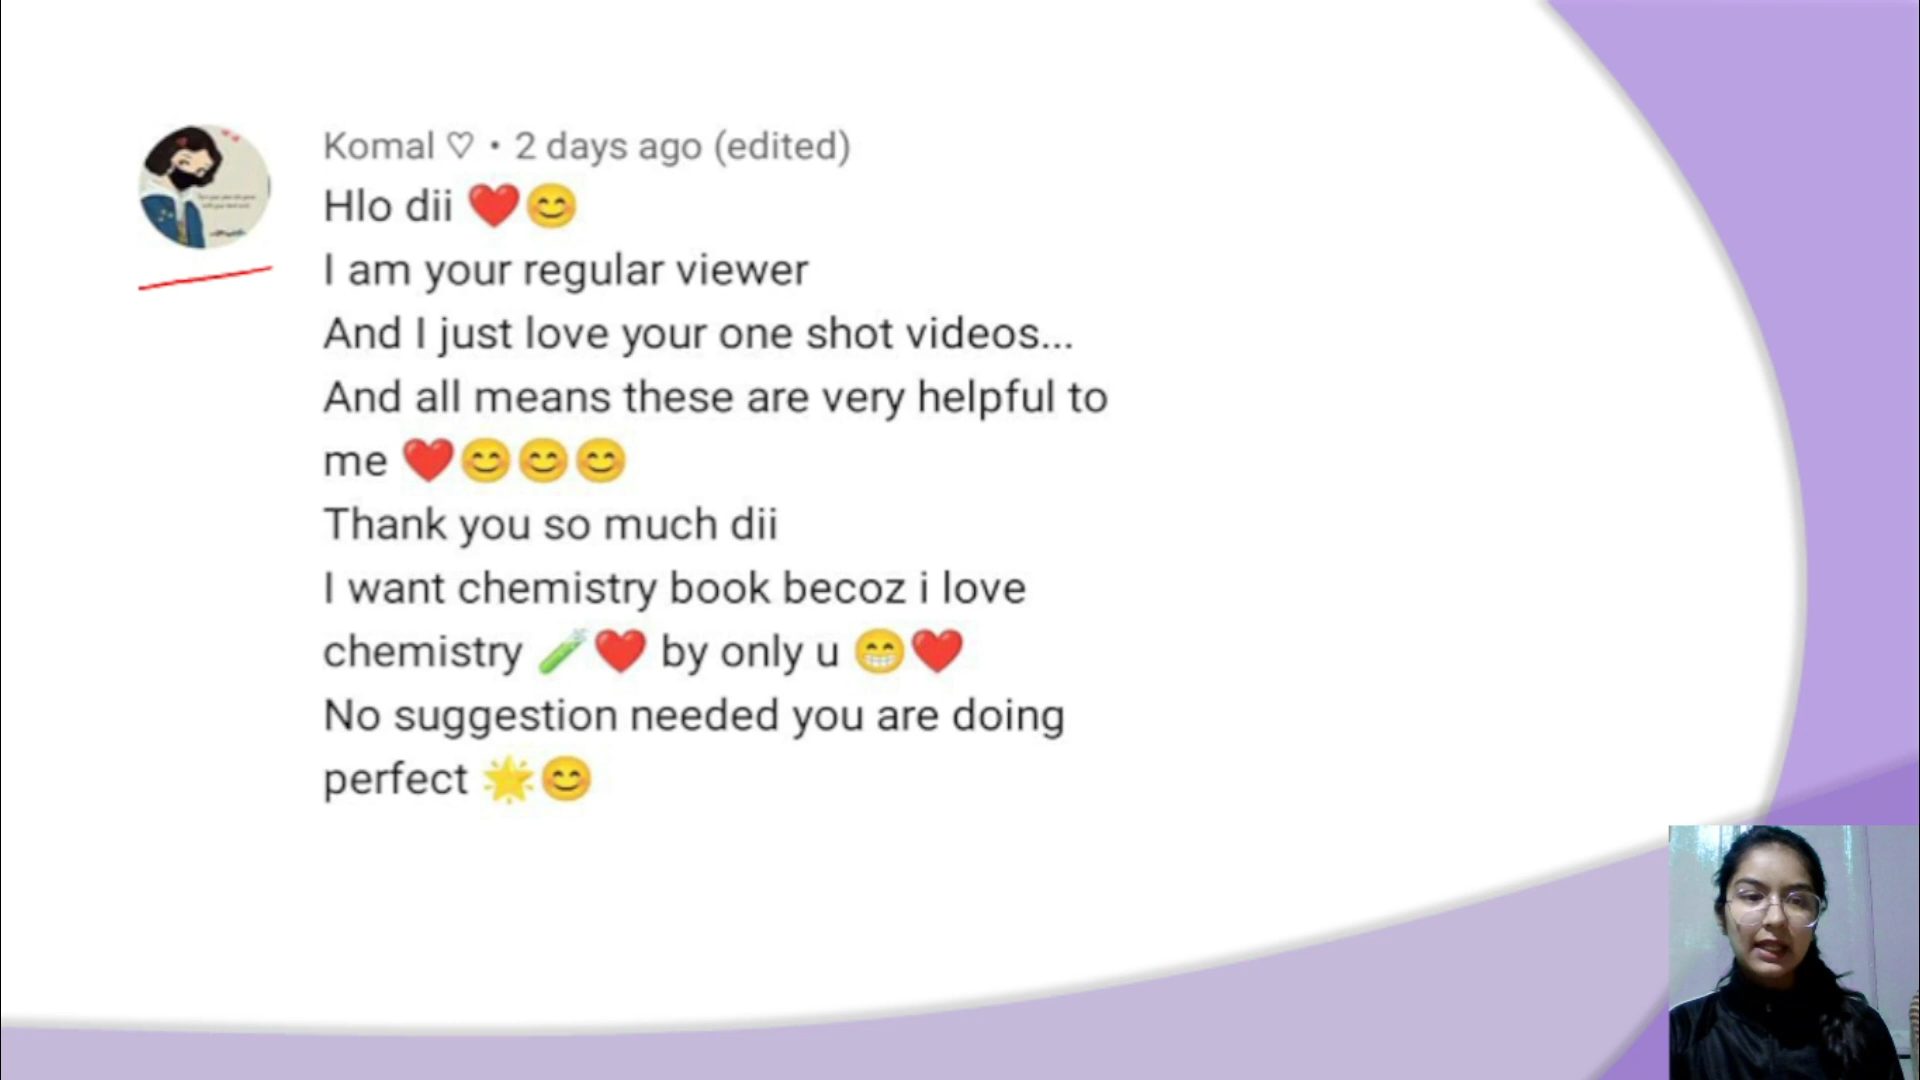 Komal ♡ • 2 days ago (edited)
Hlo dii ❤️😊
I am your regular viewer
And I just love your one shot videos...
And all means these are very helpful to
me ❤️😊😊😊
Thank you so much dii
I want chemistry book becoz i love
chemistry 🧪❤️ by only u 😁❤️
No suggestion needed you are doing
perfect 🌟😊